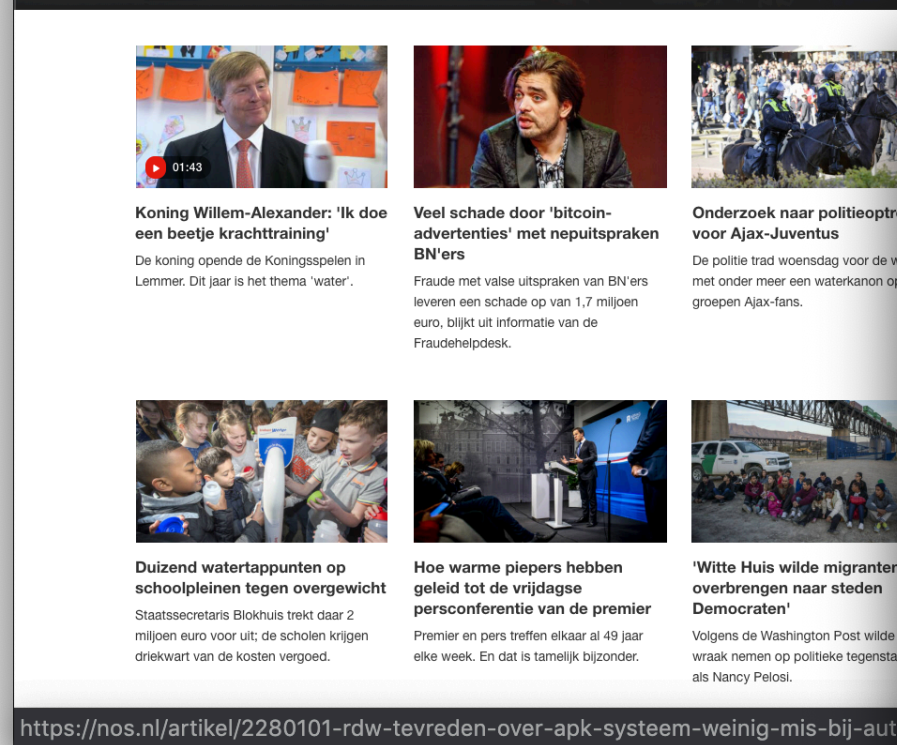 01:43
Koning Willem-Alexander: 'Ik doe
een beetje krachttraining'
De koning opende de Koningsspelen in
Lemmer. Dit jaar is het thema 'water'.
Veel schade door 'bitcoin-
advertenties' met nepuitspraken
BN'ers
Fraude met valse uitspraken van BN'ers
leveren een schade op van 1,7 miljoen
euro, blijkt uit informatie van de
Fraudehelpdesk.
Onderzoek naar politieoptr
voor Ajax-Juventus
De politie trad woensdag voor de w
met onder meer een waterkanon op
groepen Ajax-fans.
Duizend watertappunten op
schoolpleinen tegen overgewicht
Staatssecretaris Blokhuis trekt daar 2
miljoen euro voor uit; de scholen krijgen
driekwart van de kosten vergoed.
Hoe warme piepers hebben
geleid tot de vrijdagse
persconferentie van de premier
Premier en pers treffen elkaar al 49 jaar
elke week. En dat is tamelijk bijzonder.
'Witte Huis wilde migranten
overbrengen naar steden
Democraten'
Volgens de Washington Post wilde
wraak nemen op politieke tegensta
als Nancy Pelosi.
https://nos.nl/artikel/2280101-rdw-tevreden-over-apk-systeem-weinig-mis-bij-aut